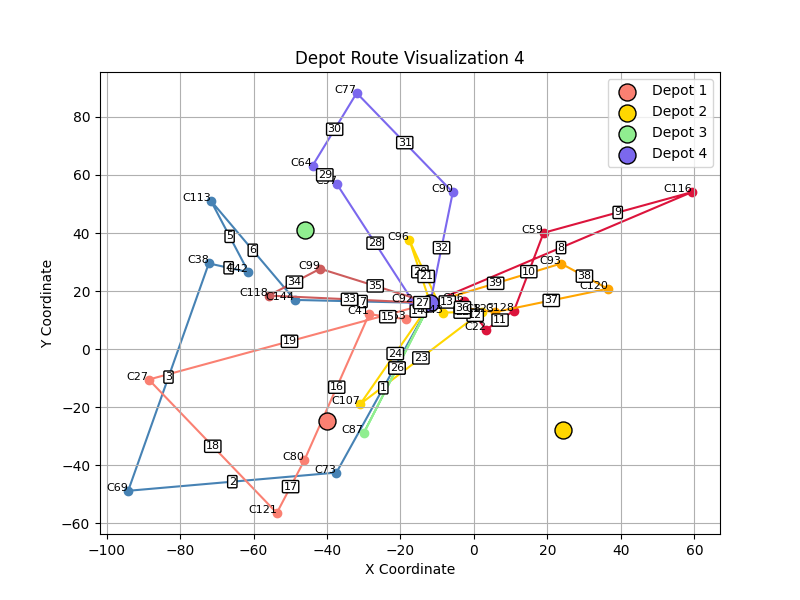 Depot Route Visualization 4
Depot 1
Depot 2
Depot 3
Depot 4
Y Coordinate
80
60
40
20
0
−20
−40
−60
−100
−80
−60
−40
−20
0
20
40
60
X Coordinate
C77
30
31
C64
29
C90
C113
C116
9
5
6
28
C96
32
C59
8
C38
C42
C99
34
35
21
10
C93
38
39
C120
C118
C144
33
7
C92
27
13
36
37
C41
15
12
11
C128
C22
19
24
23
26
C27
3
16
1
C107
C87
18
C80
17
C73
2
C69
C121